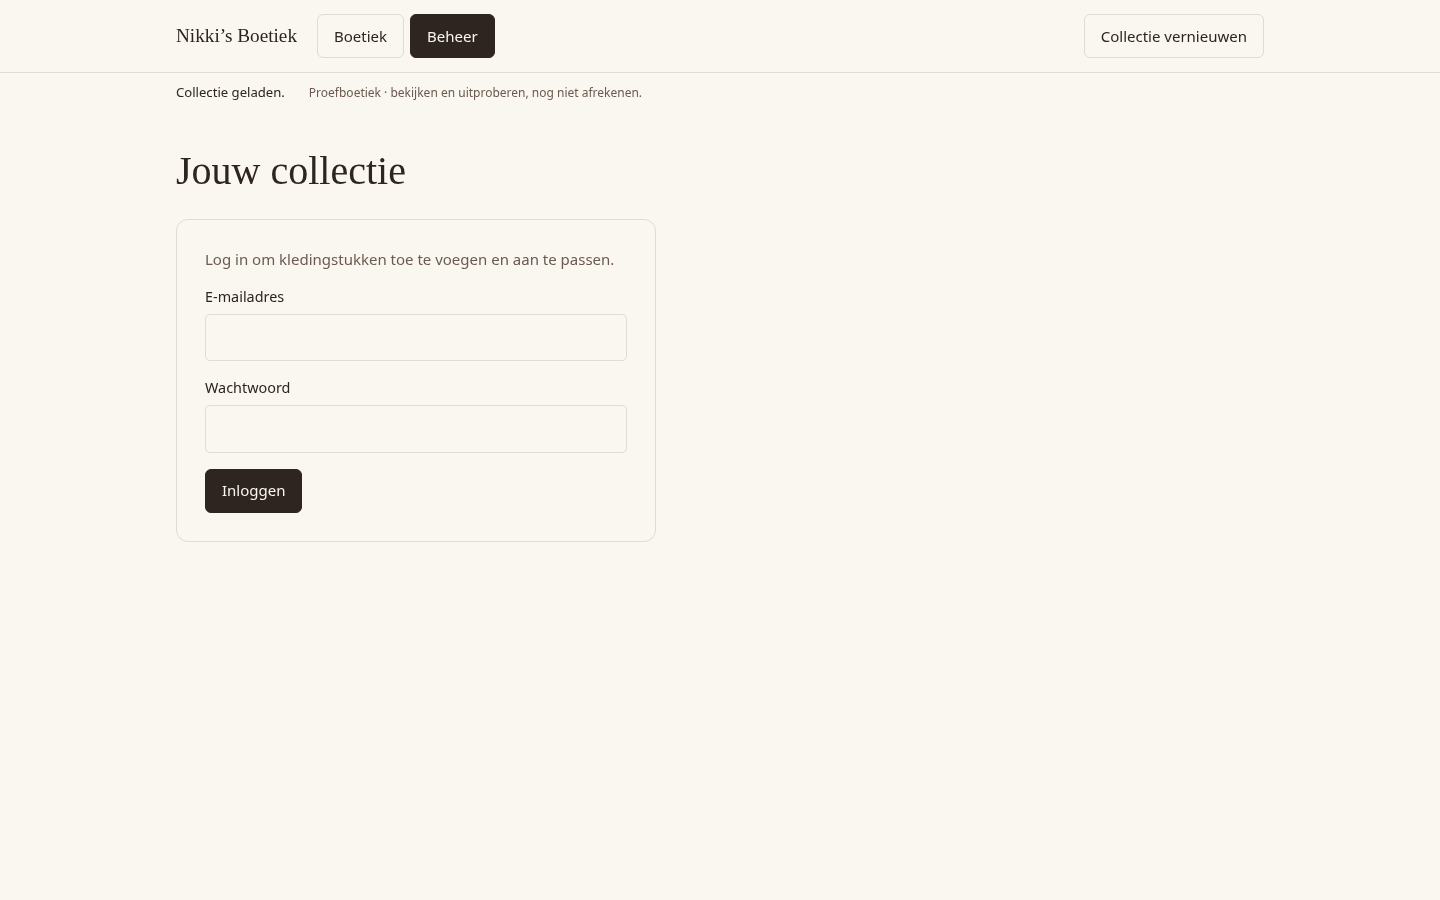 Nikki’s Boetiek
Boetiek
Beheer
Collectie vernieuwen
Collectie geladen.
Proefboetiek · bekijken en uitproberen, nog niet afrekenen.
Jouw collectie
Log in om kledingstukken toe te voegen en aan te passen.
E-mailadres
Wachtwoord
Inloggen